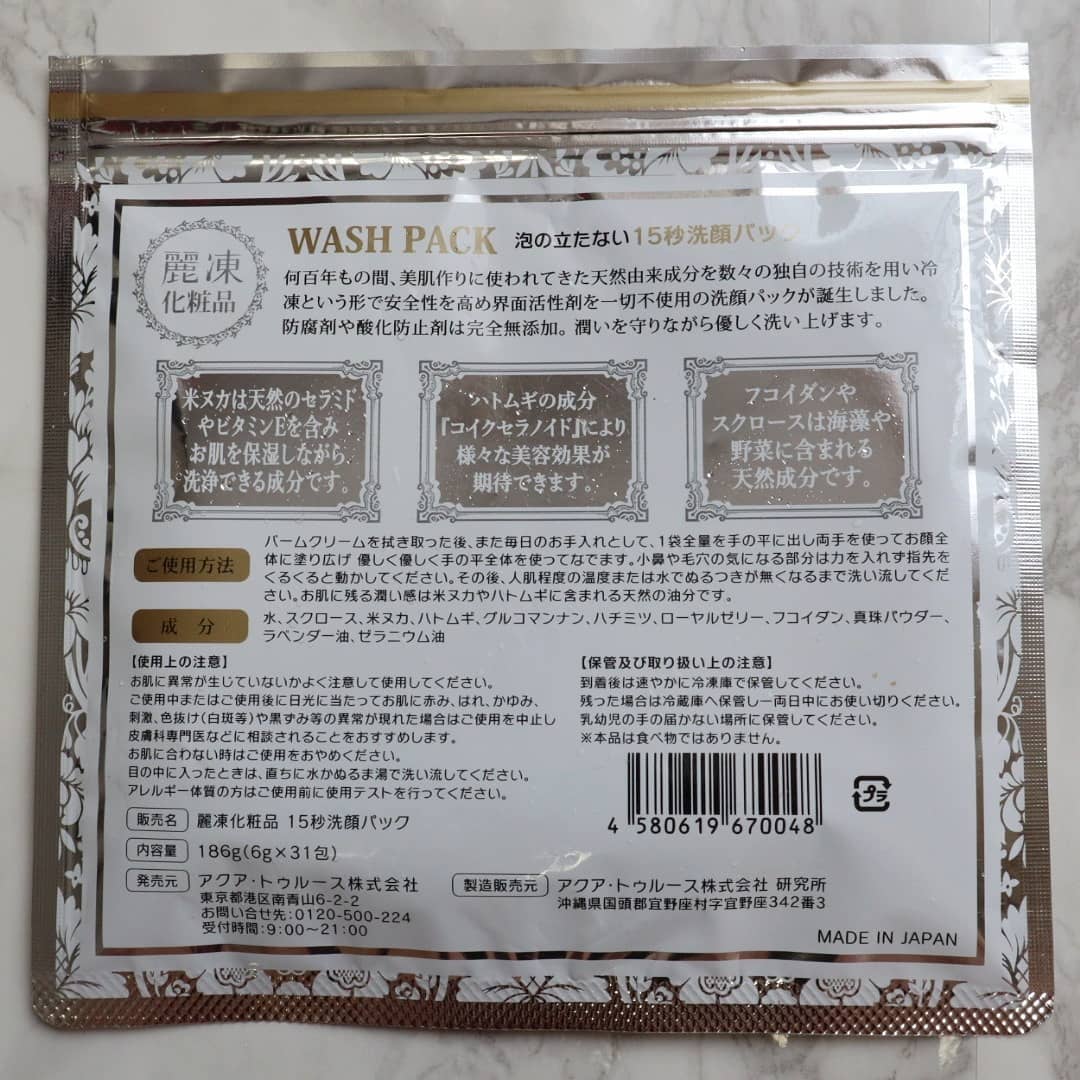 麗凍
化粧品
WASH PACK 泡の立たない15秒洗顔パック
何百年もの間、美肌作りに使われてきた天然由来成分を数々の独自の技術を用い冷
凍という形で安全性を高め界面活性剤を一切不使用の洗顔パックが誕生しました。
防腐剤や酸化防止剤は完全無添加。潤いを守りながら優しく洗い上げます。
米ヌカは天然のセラミド
やビタミンEを含み
お肌を保湿しながら
洗浄できる成分です。
ハトムギの成分
『コイクセラノイド』により
様々な美容効果が
期待できます。
フコイダンや
スクロースは海藻や
野菜に含まれる
天然成分です。
ご使用方法
バームクリームを拭き取った後、また毎日のお手入れとして、1袋全量を手の平に出し両手を使ってお顔全
体に塗り広げ 優しく優しく手の平全体を使ってなでます。小鼻や毛穴の気になる部分は力を入れず指先を
くるくると動かしてください。その後、人肌程度の温度または水でぬるつきが無くなるまで洗い流してくだ
さい。お肌に残る潤い感は米ヌカやハトムギに含まれる天然の油分です。
成 分
水、スクロース、米ヌカ、ハトムギ、グルコマンナン、ハチミツ、ローヤルゼリー、フコイダン、真珠パウダー、
ラベンダー油、ゼラニウム油
【使用上の注意】
お肌に異常が生じていないかよく注意して使用してください。
ご使用中またはご使用後に日光に当たってお肌に赤み、はれ、かゆみ、
刺激、色抜け(白斑等)や黒ずみ等の異常が現れた場合はご使用を中止し
皮膚科専門医などに相談されることをおすすめします。
お肌に合わない時はご使用をおやめください。
目の中に入ったときは、直ちに水かぬるま湯で洗い流してください。
アレルギー体質の方はご使用前に使用テストを行ってください。
【保管及び取り扱い上の注意】
到着後は速やかに冷凍庫で保管してください。
残った場合は冷蔵庫へ保管し一両日中にお使い切りください。
乳幼児の手の届かない場所に保管してください。
※本品は食べ物ではありません。
4 580619 670048
プラ
販売名 麗凍化粧品 15秒洗顔パック
内容量 186g(6g×31包)
発売元 アクア・トゥルース株式会社
東京都港区南青山6-2-2
お問い合せ先:0120-500-224
受付時間:9:00~21:00
製造販売元 アクア・トゥルース株式会社 研究所
沖縄県国頭郡宜野座村字宜野座342番3
MADE IN JAPAN